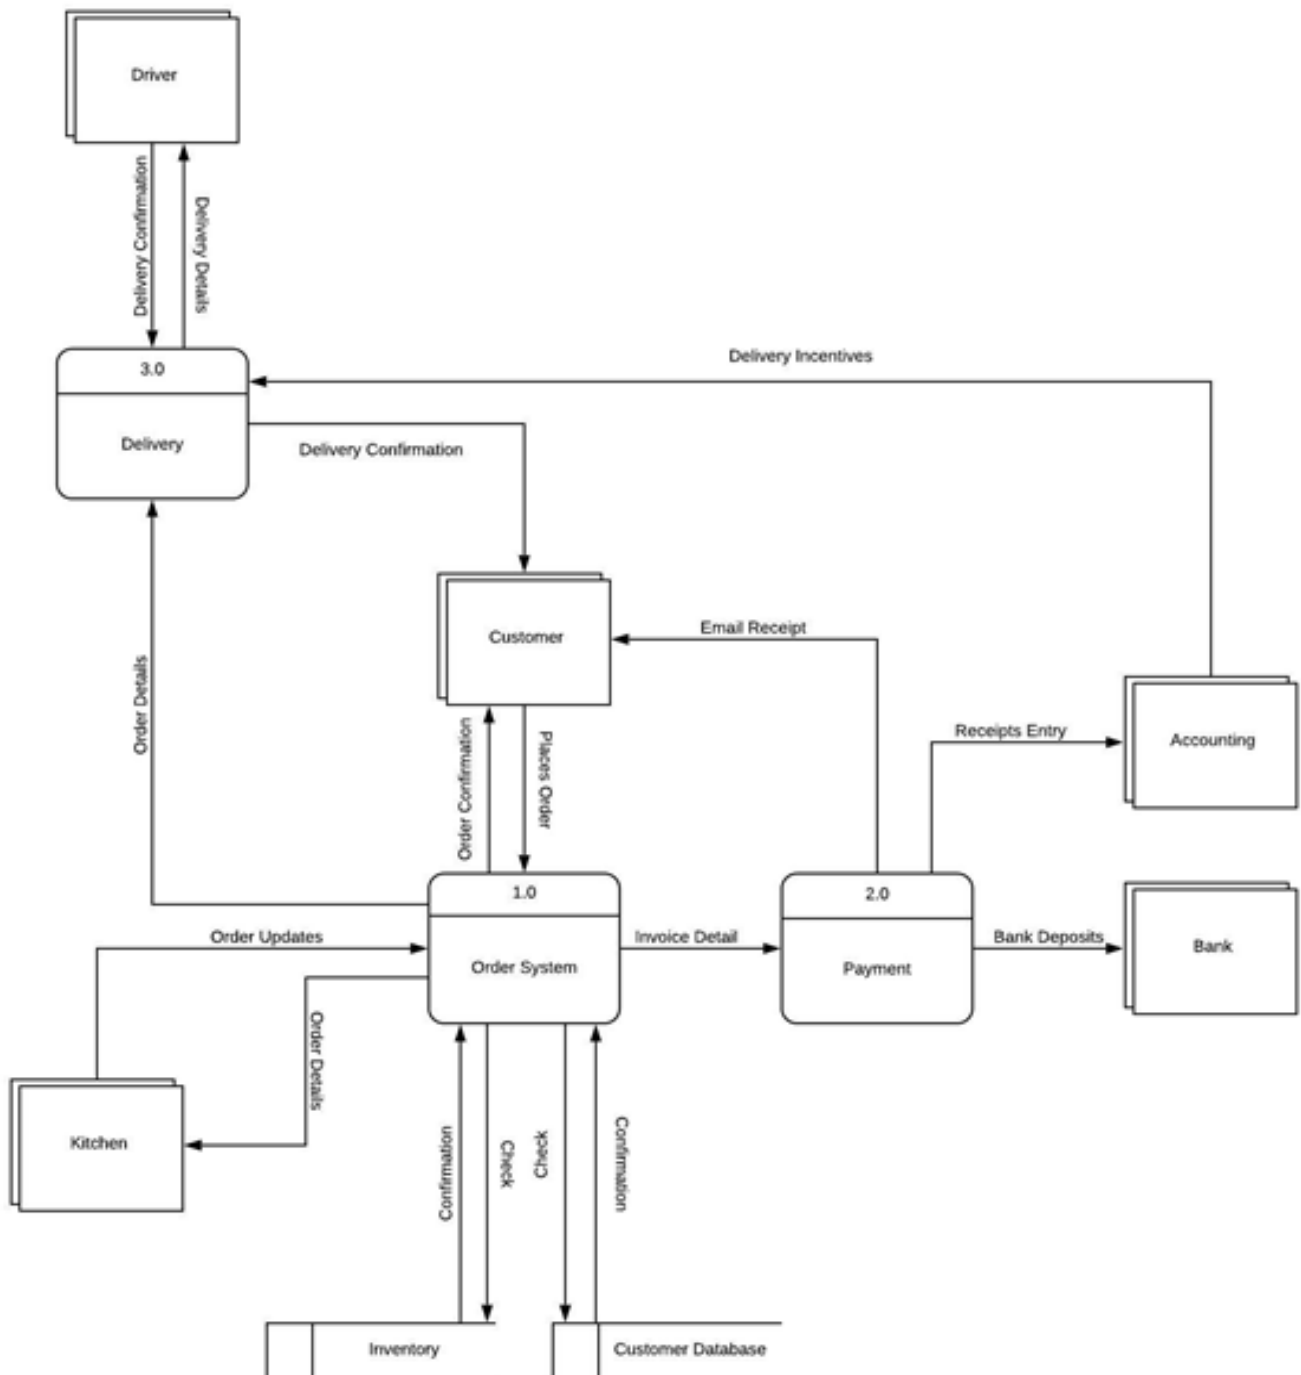 Driver
Delivery Confirmation
Delivery Details
3.0
Delivery
Delivery Incentives
Delivery Confirmation
Customer
Email Receipt
Order Details
Order Confirmation
Places Order
Receipts Entry
Accounting
1.0
Order System
Order Updates
Invoice Detail
2.0
Payment
Bank Deposits
Bank
Order Details
Kitchen
Confirmation
Check
Check
Confirmation
Inventory
Customer Database